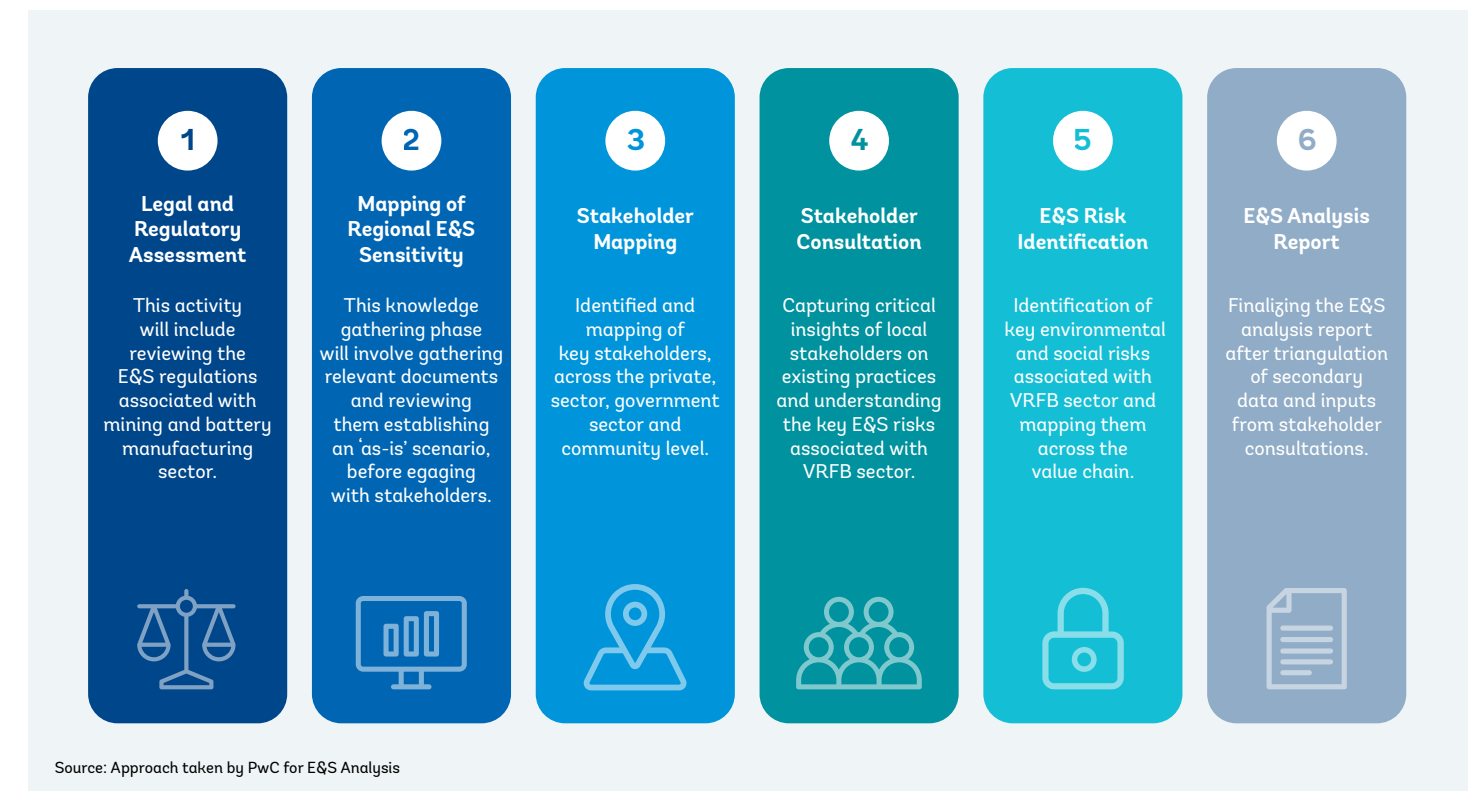 1
Legal and
Regulatory
Assessment
This activity
will include
reviewing the
E&S regulations
associated with
mining and battery
manufacturing
sector.
2
Mapping of
Regional E&S
Sensitivity
This knowledge
gathering phase
will involve gathering
relevant documents
and reviewing
them establishing
an ‘as-is’ scenario,
before egaging
with stakeholders.
3
Stakeholder
Mapping
Identified and
mapping of
key stakeholders,
across the private,
sector, government
sector and
community level.
4
Stakeholder
Consultation
Capturing critical
insights of local
stakeholders on
existing practices
and understanding
the key E&S risks
associated with
VRFB sector.
5
E&S Risk
Identification
Identification of
key environmental
and social risks
associated with
VRFB sector and
mapping them
across the
value chain.
6
E&S Analysis
Report
Finalizing the E&S
analysis report
after triangulation
of secondary
data and inputs
from stakeholder
consultations.
Source: Approach taken by PwC for E&S Analysis